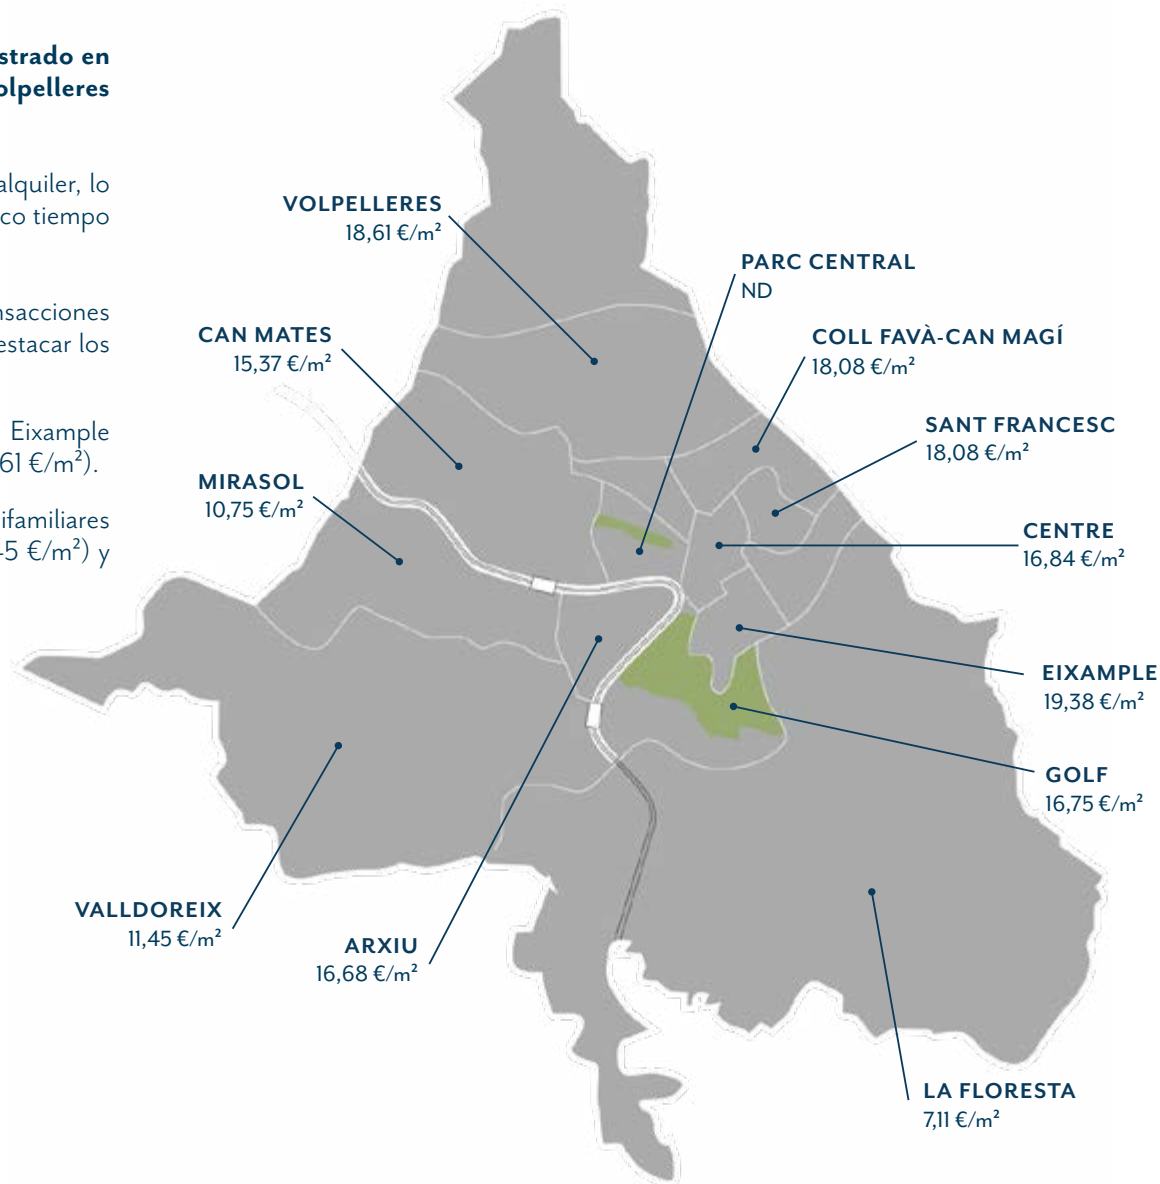 strado en
olpelleres
alquiler, lo
co tiempo
nsacciones
estacar los
Eixample
61 €/m²).
ifamiliares
45 €/m²) y
VOLPELLERES
18,61 €/m²
PARC CENTRAL
ND
CAN MATES
15,37 €/m²
COLL FAVÀ-CAN MAGÍ
18,08 €/m²
SANT FRANCESC
18,08 €/m²
MIRASOL
10,75 €/m²
CENTRE
16,84 €/m²
EIXAMPLE
19,38 €/m²
GOLF
16,75 €/m²
VALLDOREIX
11,45 €/m²
ARXIU
16,68 €/m²
LA FLORESTA
7,11 €/m²